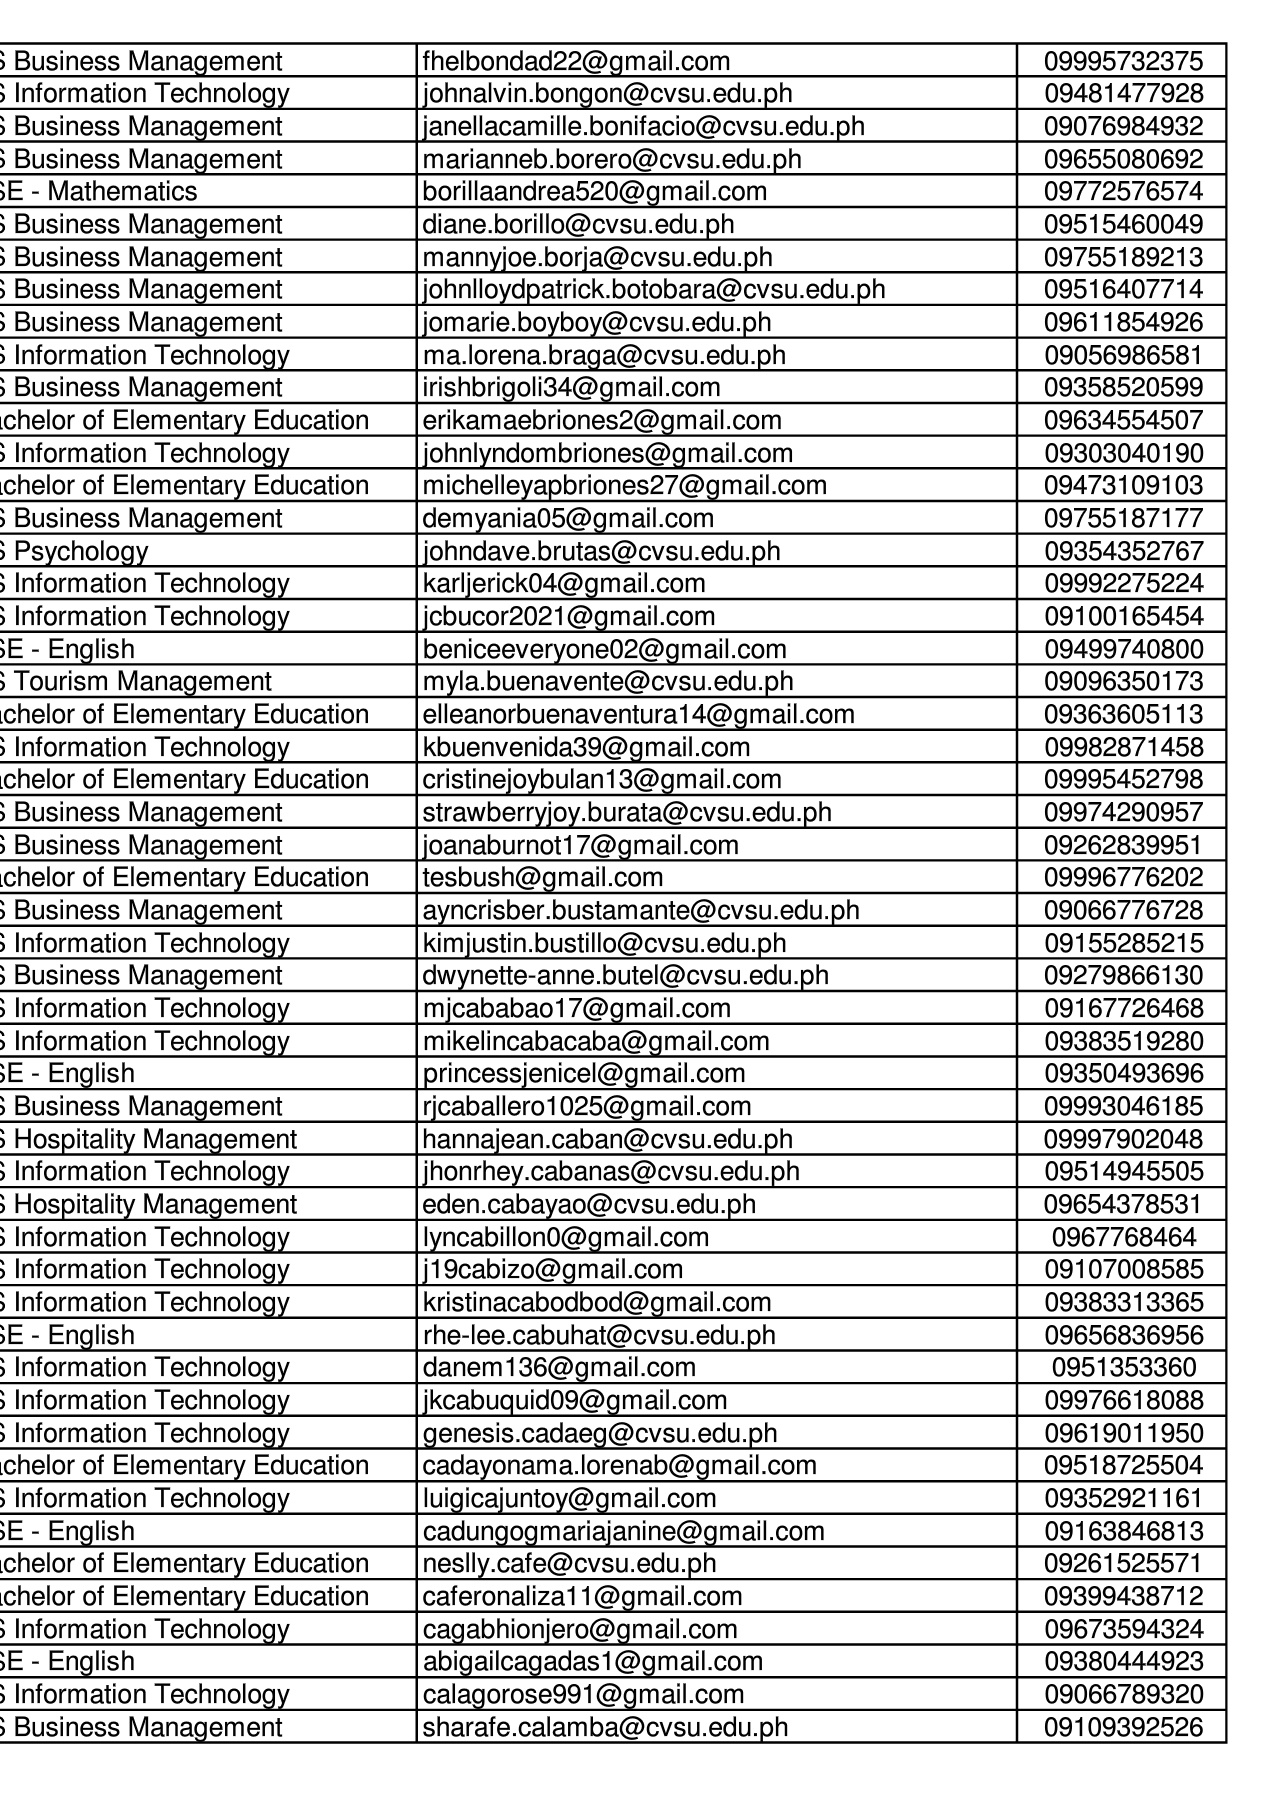 S Business Management fhelbondad22@gmail.com 09995732375
S Information Technology johnalvin.bongon@cvsu.edu.ph 09481477928
S Business Management janellacamille.bonifacio@cvsu.edu.ph 09076984932
S Business Management marianneb.borero@cvsu.edu.ph 09655080692
SE - Mathematics borillaandrea520@gmail.com 09772576574
S Business Management diane.borillo@cvsu.edu.ph 09515460049
S Business Management mannyjoe.borja@cvsu.edu.ph 09755189213
S Business Management johnlloydpatrick.botobara@cvsu.edu.ph 09516407714
S Business Management jomarie.boyboy@cvsu.edu.ph 09611854926
S Information Technology ma.lorena.braga@cvsu.edu.ph 09056986581
S Business Management irishbrigoli34@gmail.com 09358520599
achelor of Elementary Education erikamaebriones2@gmail.com 09634554507
S Information Technology johnlyndombriones@gmail.com 09303040190
achelor of Elementary Education michelleyapbriones27@gmail.com 09473109103
S Business Management demyania05@gmail.com 09755187177
S Psychology johndave.brutas@cvsu.edu.ph 09354352767
S Information Technology karljerick04@gmail.com 09992275224
S Information Technology jcbucor2021@gmail.com 09100165454
SE - English beniceeveryone02@gmail.com 09499740800
S Tourism Management myla.buenavente@cvsu.edu.ph 09096350173
achelor of Elementary Education elleanorbuenaventura14@gmail.com 09363605113
S Information Technology kbuenvenida39@gmail.com 09982871458
achelor of Elementary Education cristinejoybulan13@gmail.com 09995452798
S Business Management strawberryjoy.burata@cvsu.edu.ph 09974290957
S Business Management joanaburnot17@gmail.com 09262839951
achelor of Elementary Education tesbush@gmail.com 09996776202
S Business Management ayncrisber.bustamante@cvsu.edu.ph 09066776728
S Information Technology kimjustin.bustillo@cvsu.edu.ph 09155285215
S Business Management dwynette-anne.butel@cvsu.edu.ph 09279866130
S Information Technology mjcababao17@gmail.com 09167726468
S Information Technology mikelincabacaba@gmail.com 09383519280
SE - English princessjenicel@gmail.com 09350493696
S Business Management rjcaballero1025@gmail.com 09993046185
S Hospitality Management hannajean.caban@cvsu.edu.ph 09997902048
S Information Technology jhonrhey.cabanas@cvsu.edu.ph 09514945505
S Hospitality Management eden.cabayao@cvsu.edu.ph 09654378531
S Information Technology lyncabillon0@gmail.com 0967768464
S Information Technology j19cabizo@gmail.com 09107008585
S Information Technology kristinacabodbod@gmail.com 09383313365
SE - English rhe-lee.cabuhat@cvsu.edu.ph 09656836956
S Information Technology danem136@gmail.com 0951353360
S Information Technology jkcabuquid09@gmail.com 09976618088
S Information Technology genesis.cadaeg@cvsu.edu.ph 09619011950
achelor of Elementary Education cadayonama.lorenab@gmail.com 09518725504
S Information Technology luigicajuntoy@gmail.com 09352921161
SE - English cadungogmariajanine@gmail.com 09163846813
achelor of Elementary Education neslly.cafe@cvsu.edu.ph 09261525571
achelor of Elementary Education caferonaliza11@gmail.com 09399438712
S Information Technology cagabhionjero@gmail.com 09673594324
SE - English abigailcagadas1@gmail.com 09380444923
S Information Technology calagorose991@gmail.com 09066789320
S Business Management sharafe.calamba@cvsu.edu.ph 09109392526